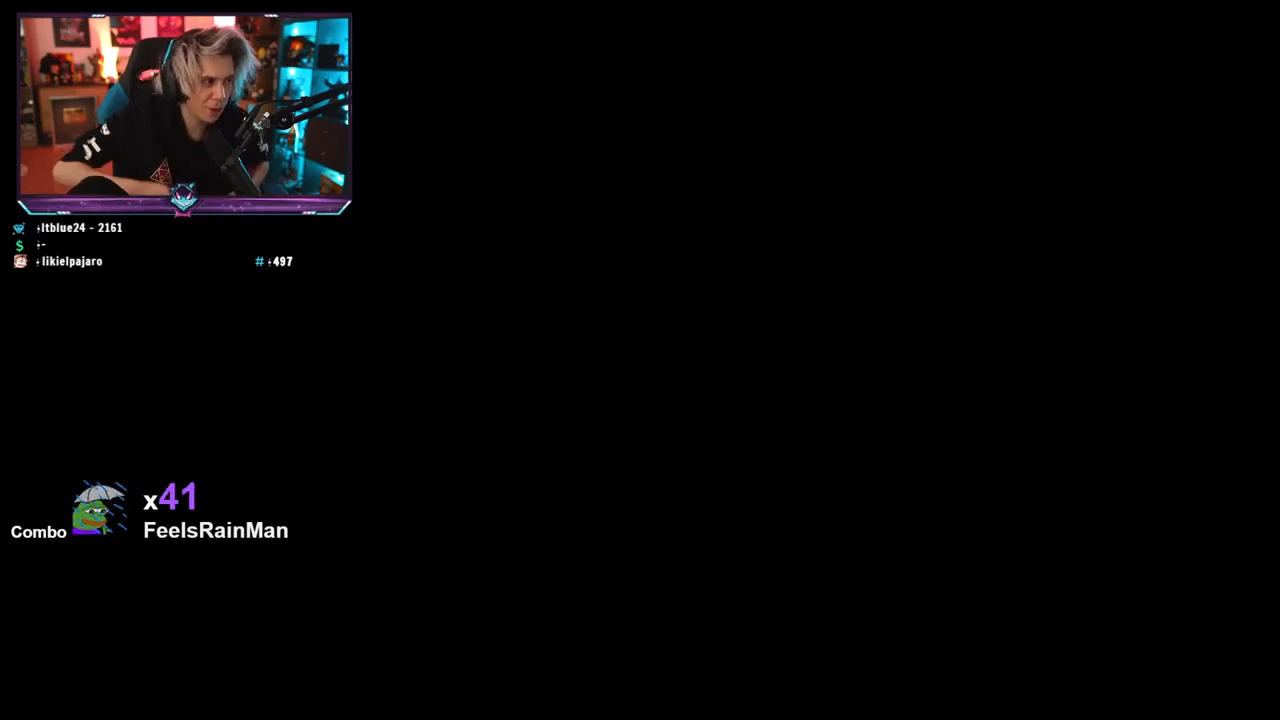 ltblue24 - 2161
-
likielpajaro # 497
x41
Combo FeelsRainMan